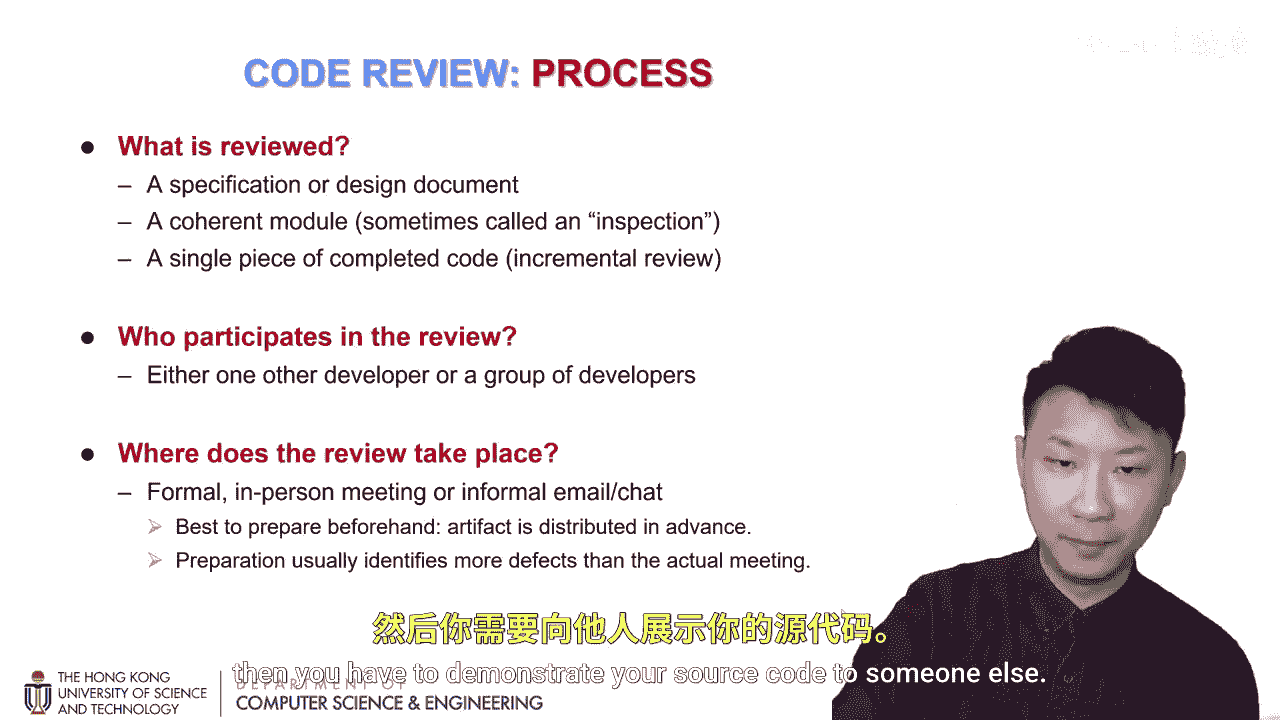 CODE REVIEW: PROCESS
● What is reviewed?
– A specification or design document
– A coherent module (sometimes called an “inspection”)
– A single piece of completed code (incremental review)
● Who participates in the review?
– Either one other developer or a group of developers
● Where does the review take place?
– Formal, in-person meeting or informal email/chat
➢ Best to prepare beforehand: artifact is distributed in advance.
➢ Preparation usually identifies more defects than the actual meeting.
然后你需要向他人展示你的源代码。
then you have to demonstrate your source code to someone else.
THE HONG KONG
UNIVERSITY OF SCIENCE
AND TECHNOLOGY
DEPARTMENT OF
COMPUTER SCIENCE & ENGINEERING